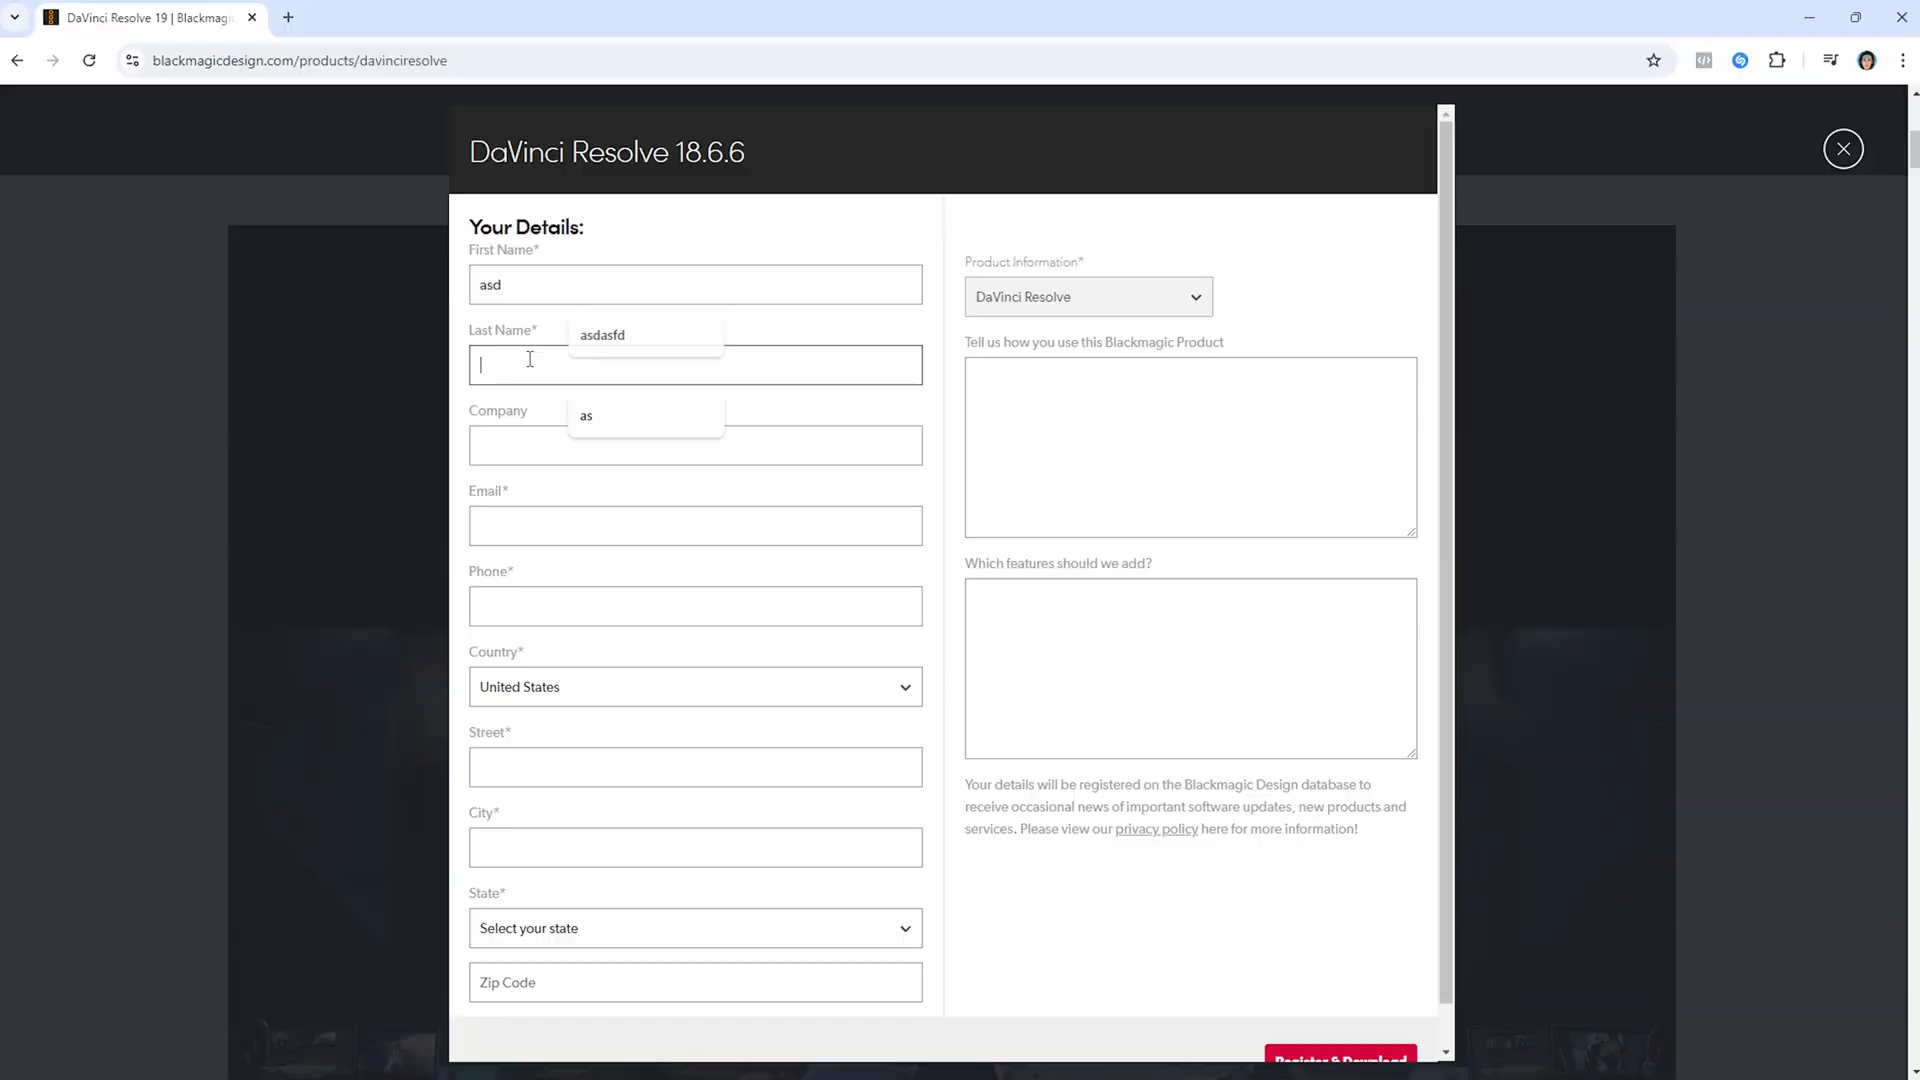 DaVinci Resolve 19 | Blackmagic
blackmagicdesign.com/products/davinciresolve
DaVinci Resolve 18.6.6
Your Details:
First Name*
asd
Last Name*
asdasfd
Company
as
Email*
Phone*
Country*
United States
Street*
City*
State*
Select your state
Zip Code
Product Information*
DaVinci Resolve
Tell us how you use this Blackmagic Product
Which features should we add?
Your details will be registered on the Blackmagic Design database to
receive occasional news of important software updates, new products and
services. Please view our privacy policy here for more information!
Register & Download